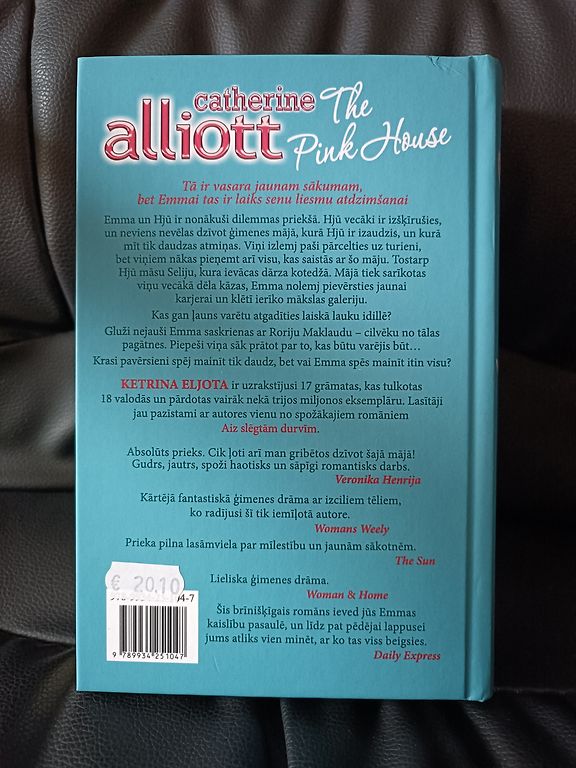 catherine
alliott
The
Pink House
Tā ir vasara jaunam sākumam,
bet Emmai tas ir laiks senu liesmu atdzimšanai
Emma un Hjū ir nonākuši dilemmas priekšā. Hjū vecāki ir izšķīrušies,
un neviens nevēlas dzīvot ģimenes mājā, kurā Hjū ir izaudzis, un kurā
mīt tik daudzas atmiņas. Viņi izlemj paši pārcelties uz turieni,
bet viņiem nākas pieņemt arī visu, kas saistās ar šo māju. Tostarp
Hjū māsu Seliju, kura ievācas dārza kotedžā. Mājā tiek sarīkotas
viņu vecākā dēla kāzas, Emma nolemj pievērsties jaunai
karjerai un klētī ierīko mākslas galeriju.
Kas gan ļauns varētu atgadīties laiskā lauku idillē?
Gluži nejauši Emma saskrienas ar Roriju Maklaudu – cilvēku no tālas
pagātnes. Piepeši viņa sāk prātot par to, kas būtu varējis būt…
Krasi pavērsieni spēj mainīt tik daudz, bet vai Emma spēs mainīt itin visu?
KETRINA ELJOTA ir uzrakstījusi 17 grāmatas, kas tulkotas
18 valodās un pārdotas vairāk nekā trijos miljonos eksemplāru. Lasītāji
jau pazīstami ar autores vienu no spožākajiem romāniem
Aiz slēgtām durvīm.
Absolūts prieks. Cik ļoti arī man gribētos dzīvot šajā mājā!
Gudrs, jautrs, spoži haotisks un sāpīgi romantisks darbs.
Veronika Henrija
Kārtējā fantastiskā ģimenes drāma ar izciliem tēliem,
ko radījusi šī tik iemīļotā autore.
Womans Weely
Prieka pilna lasāmviela par mīlestību un jaunām sākotnēm.
The Sun
Lieliska ģimenes drāma.
Woman & Home
Šis brīnišķīgais romāns ieved jūs Emmas
kaislību pasaulē, un līdz pat pēdējai lappusei
jums atliks vien minēt, ar ko tas viss beigsies.
Daily Express
€ 20.10
4-7
9 789934 251047